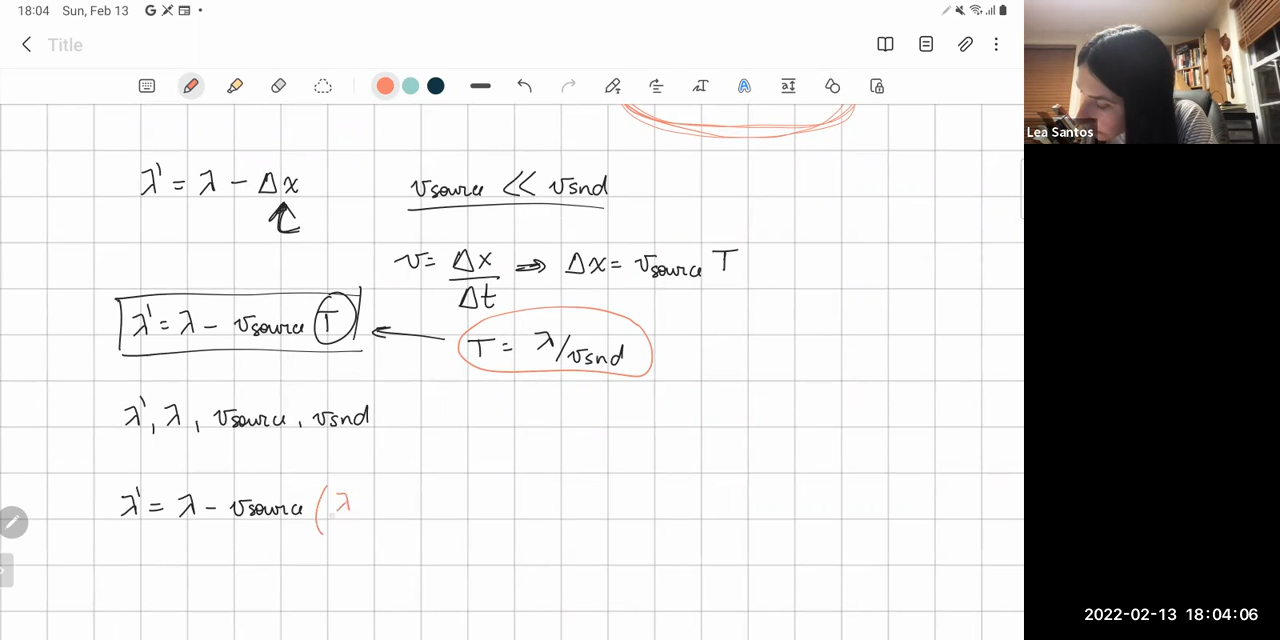 18:04 Sun, Feb 13 G
Title
λ' = λ − Δx
v_source << v_snd
v = Δx/Δt ⇒ Δx = v_source T
λ' = λ − v_source T
T = λ/v_snd
λ', λ, v_source, v_snd
λ' = λ − v_source (λ
Lea Santos
2022-02-13 18:04:06